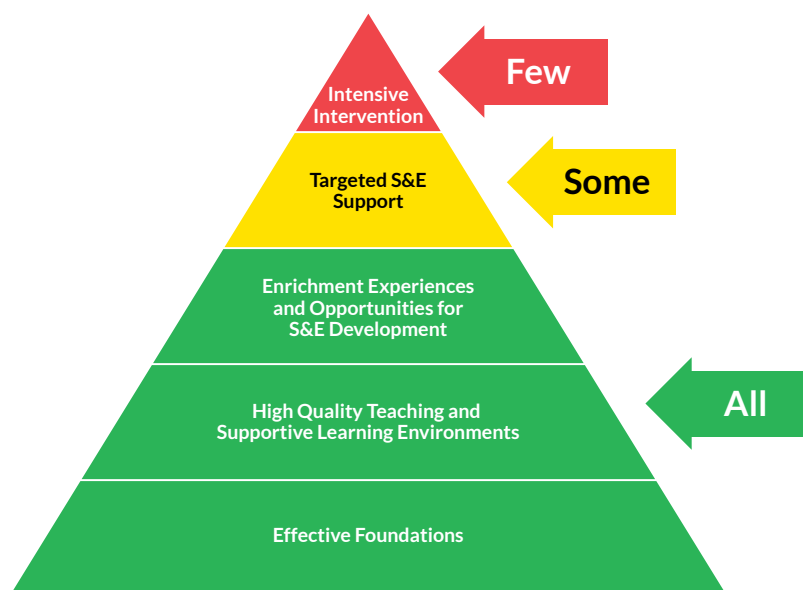 Few
Intensive
Intervention
Targeted S&E
Support
Some
Enrichment Experiences
and Opportunities for
S&E Development
High Quality Teaching and
Supportive Learning Environments
All
Effective Foundations